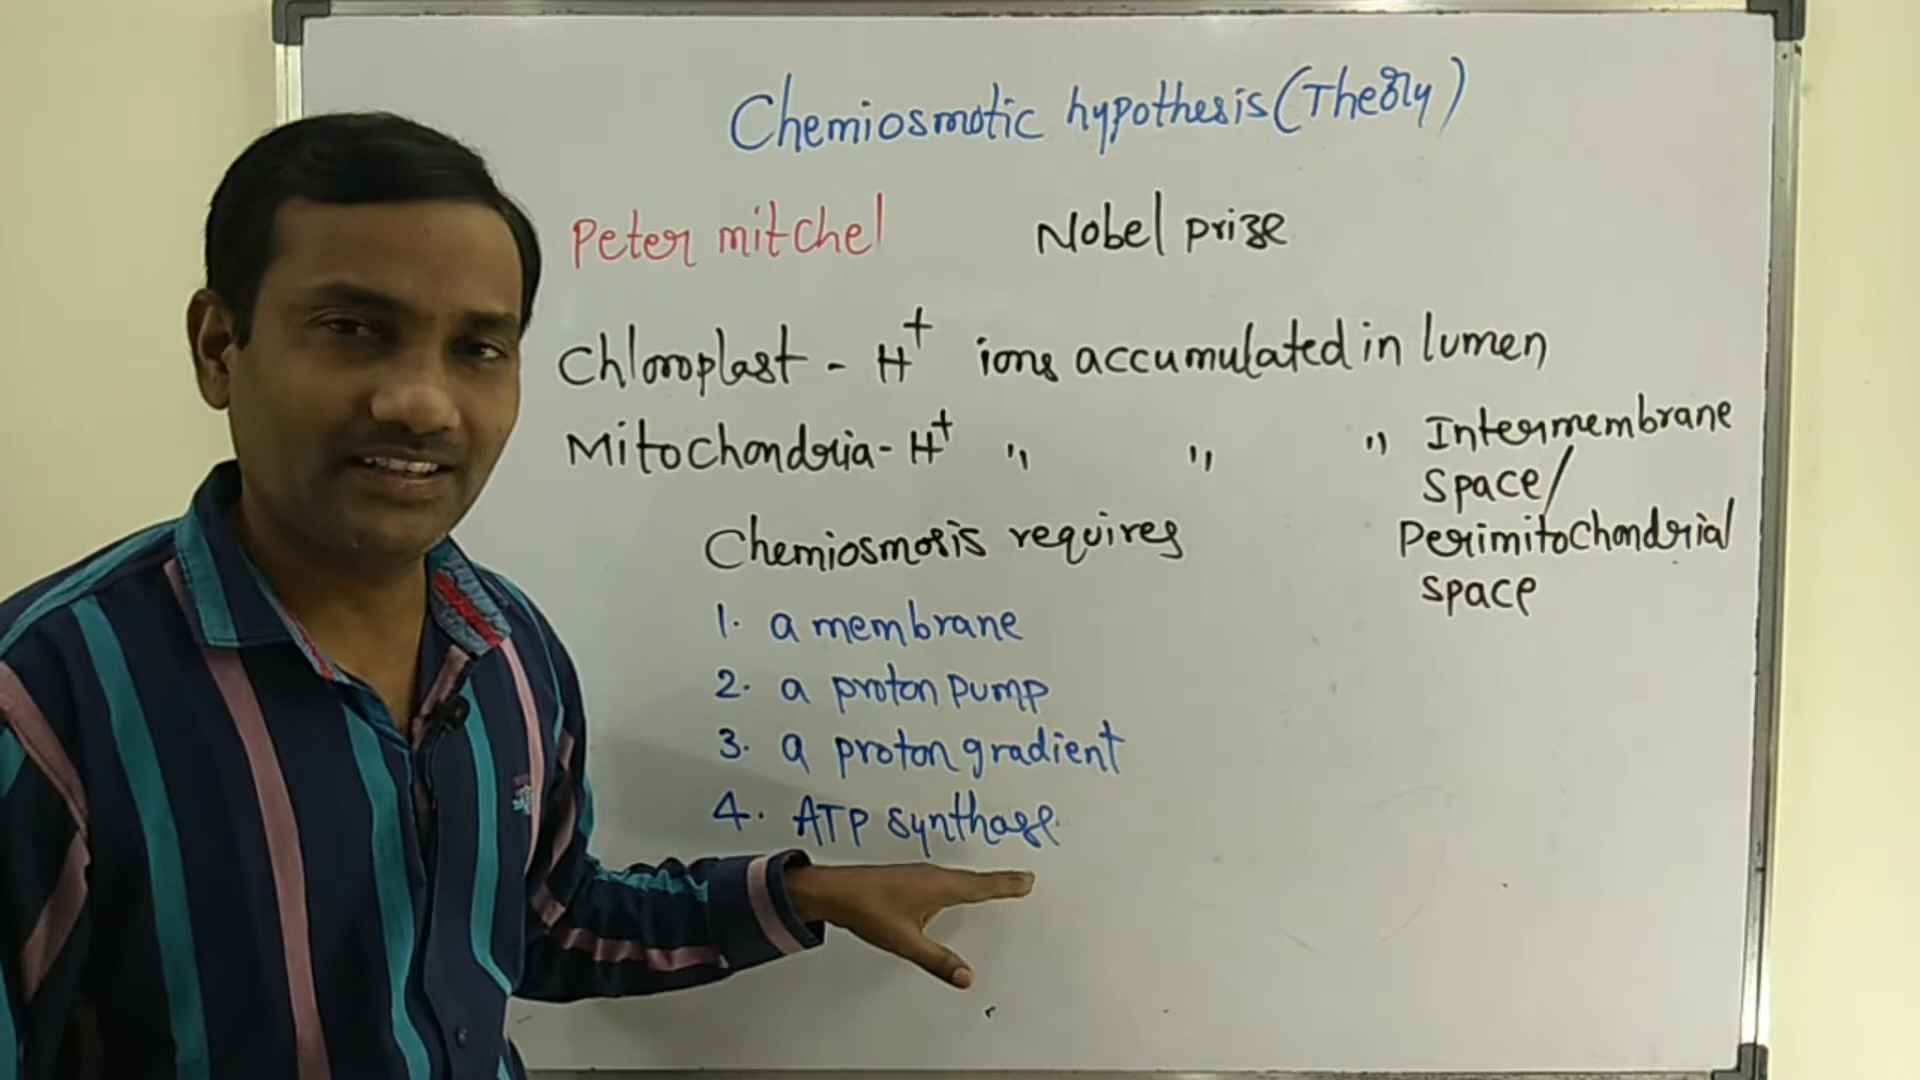 Chemiosmotic hypothesis (Theory)
Peter mitchel Nobel prize
Chloroplast - H+ ions accumulated in lumen
Mitochondria - H+ " " " Intermembrane
space/
Perimitochondrial
space
Chemiosmosis requires
1. a membrane
2. a proton pump
3. a proton gradient
4. ATP synthase